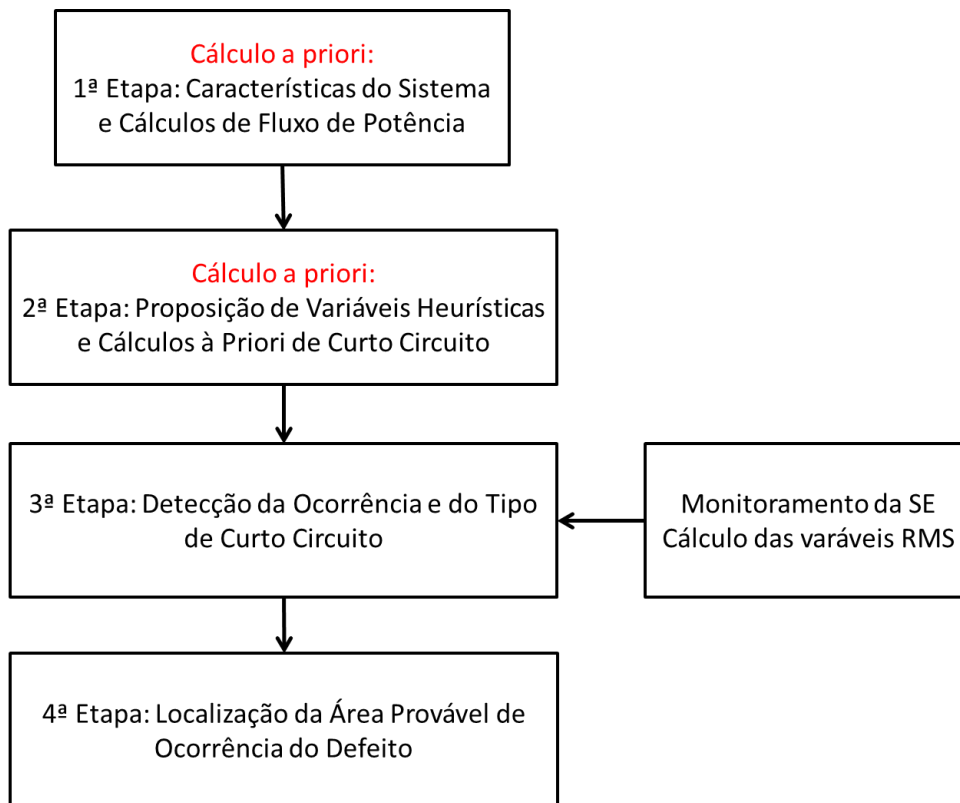 Cálculo a priori:
1ª Etapa: Características do Sistema
e Cálculos de Fluxo de Potência
Cálculo a priori:
2ª Etapa: Proposição de Variáveis Heurísticas
e Cálculos à Priori de Curto Circuito
3ª Etapa: Detecção da Ocorrência e do Tipo
de Curto Circuito
Monitoramento da SE
Cálculo das varáveis RMS
4ª Etapa: Localização da Área Provável de
Ocorrência do Defeito